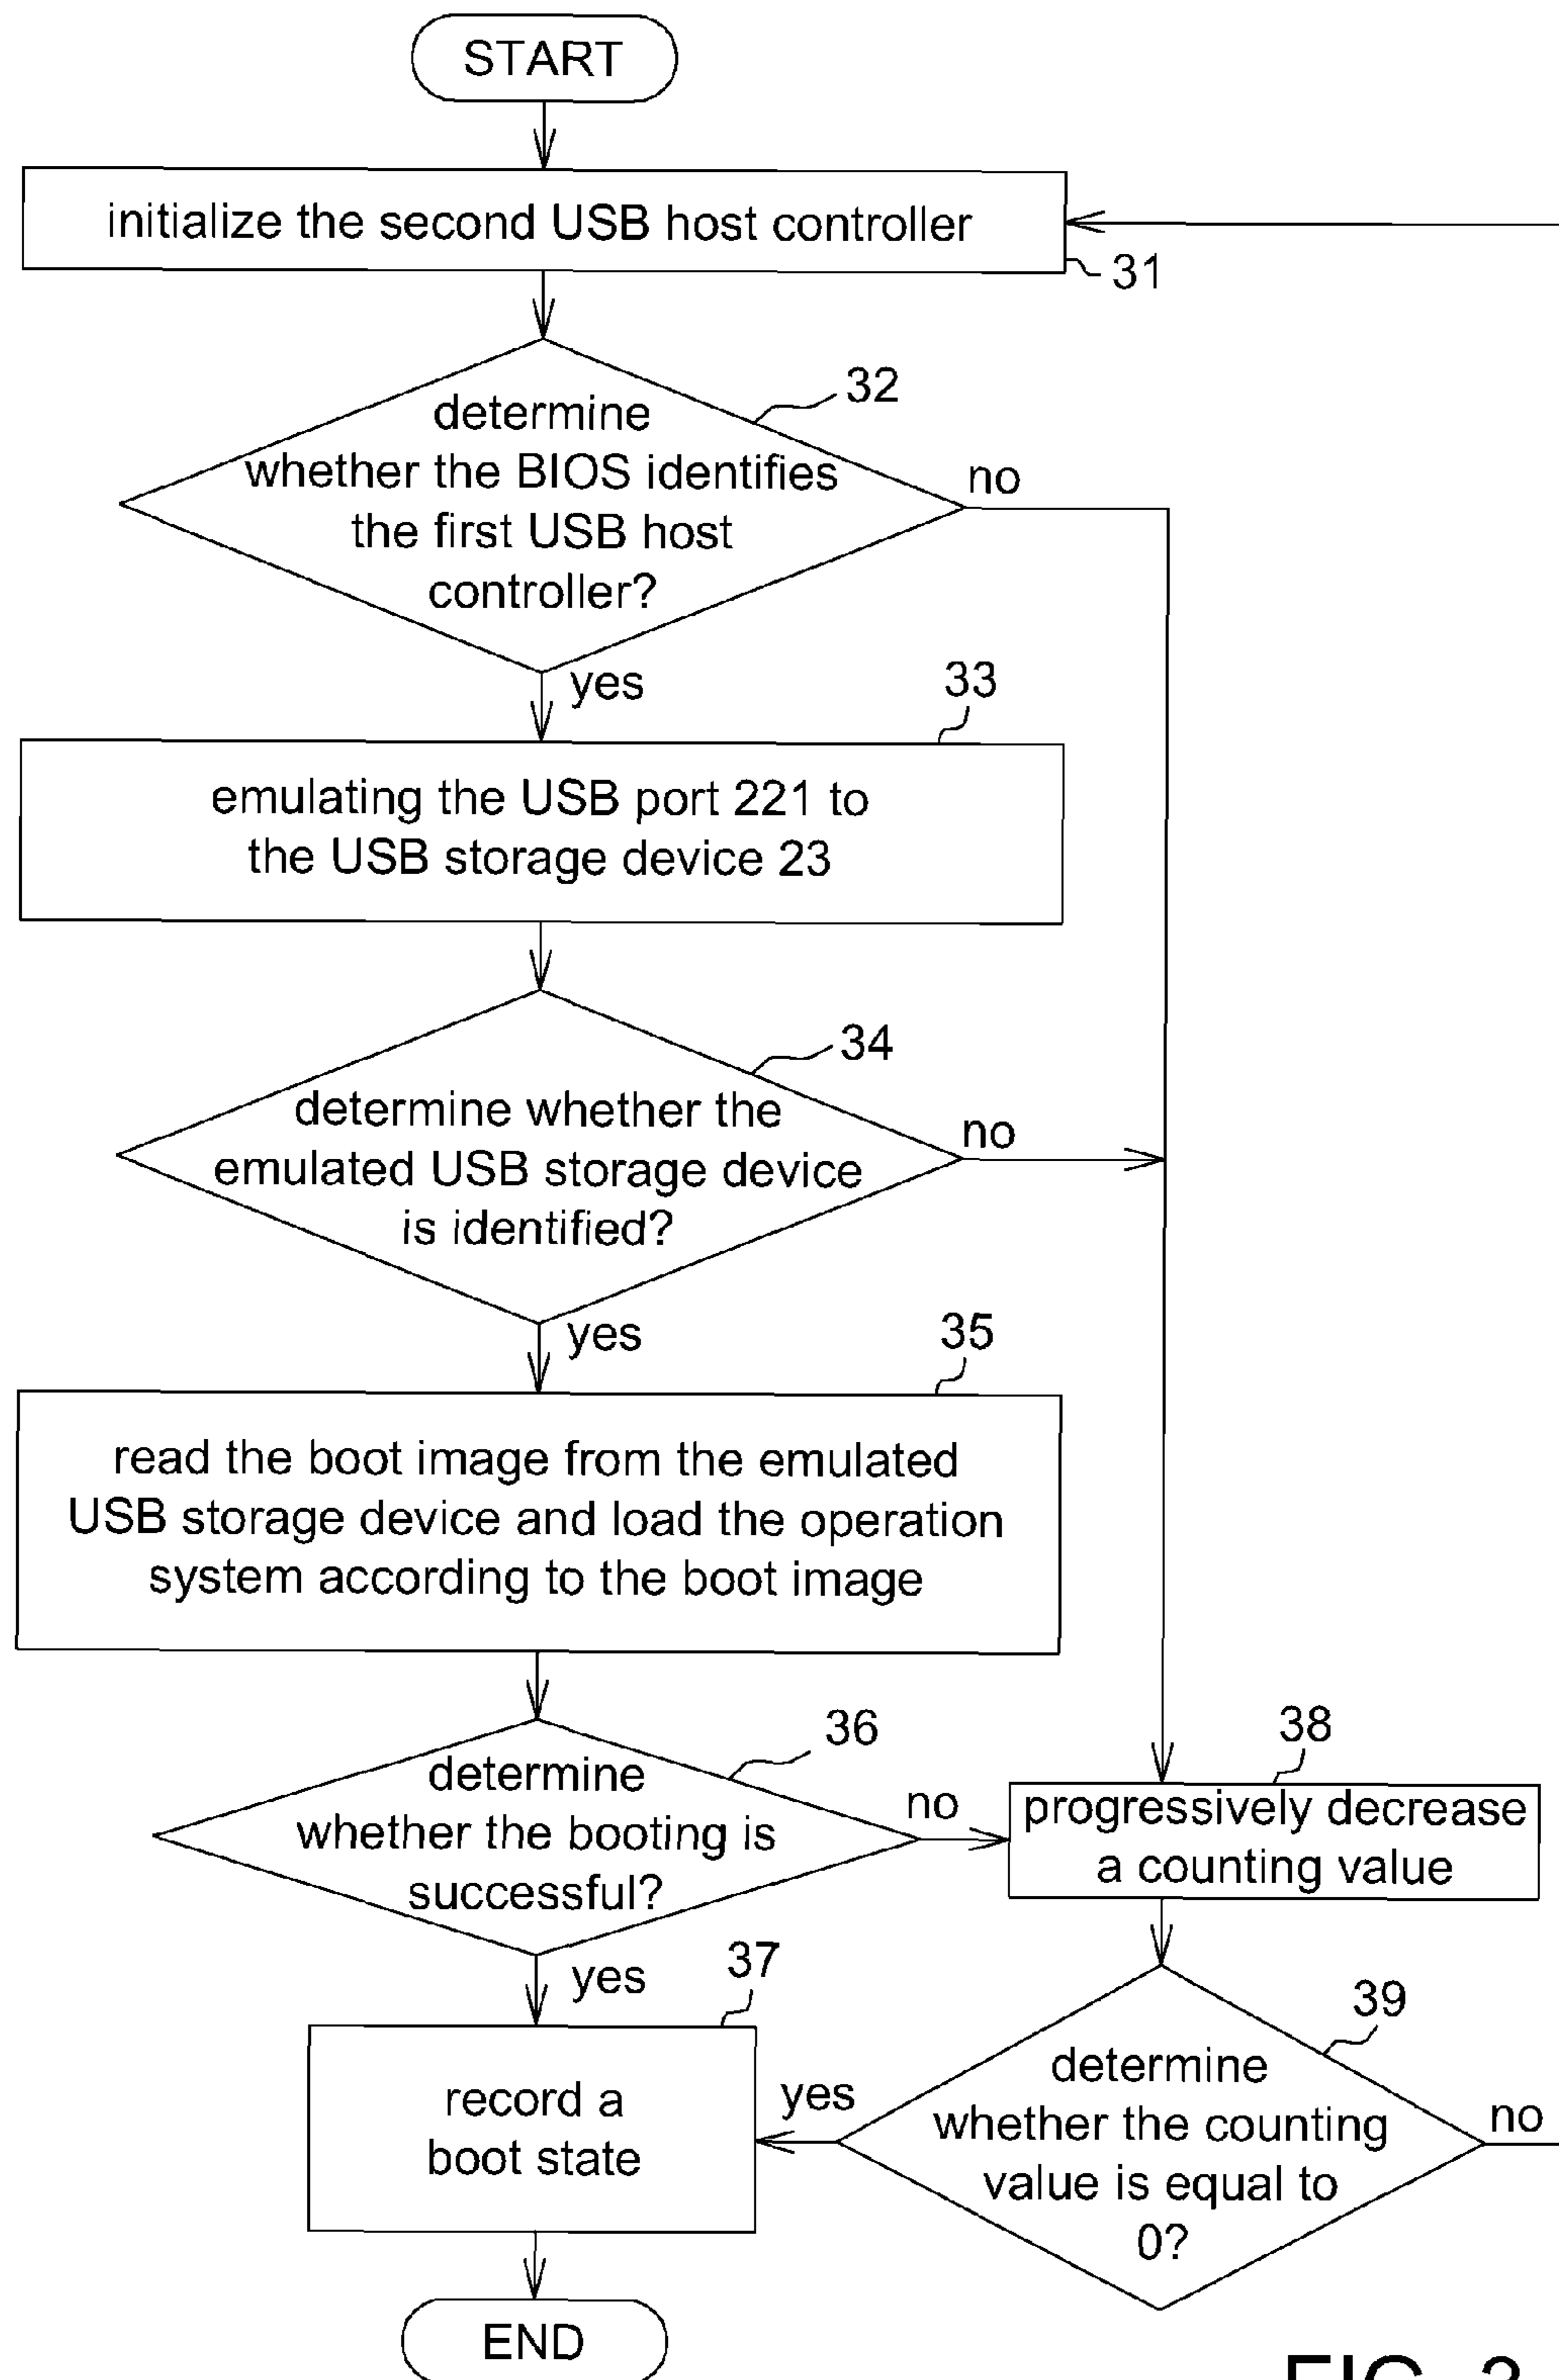 START
initialize the second USB host controller
31
32
determine
whether the BIOS identifies
the first USB host
controller?
no
yes
33
emulating the USB port 221 to
the USB storage device 23
34
determine whether the
emulated USB storage device
is identified?
no
yes
35
read the boot image from the emulated
USB storage device and load the operation
system according to the boot image
36
determine
whether the booting is
successful?
no
38
progressively decrease
a counting value
yes
37
record a
boot state
39
determine
whether the counting
value is equal to
0?
yes
no
END
FIG.